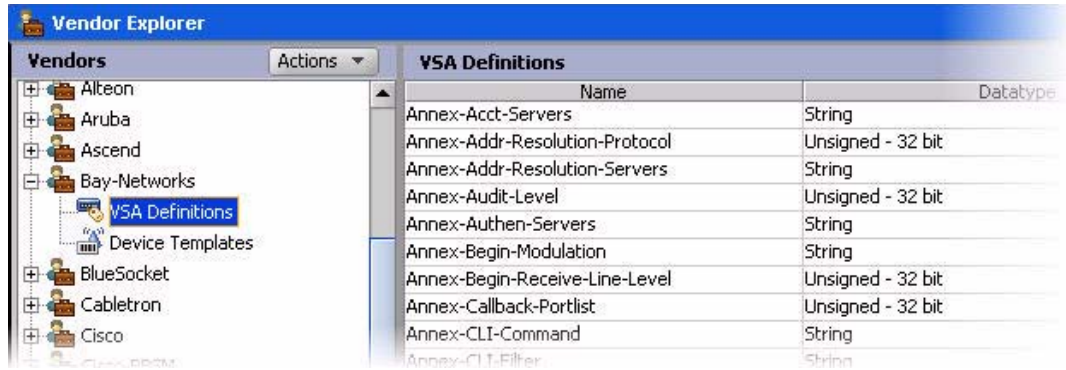 Vendor Explorer
Vendors
Actions
Alteon
Aruba
Ascend
Bay-Networks
VSA Definitions
Device Templates
BlueSocket
Cabletron
Cisco
VSA Definitions
Name Datatype
Annex-Acct-Servers String
Annex-Addr-Resolution-Protocol Unsigned - 32 bit
Annex-Addr-Resolution-Servers String
Annex-Audit-Level Unsigned - 32 bit
Annex-Authen-Servers String
Annex-Begin-Modulation String
Annex-Begin-Receive-Line-Level Unsigned - 32 bit
Annex-Callback-Portlist Unsigned - 32 bit
Annex-CLI-Command String
Annex-CLI-Filter String